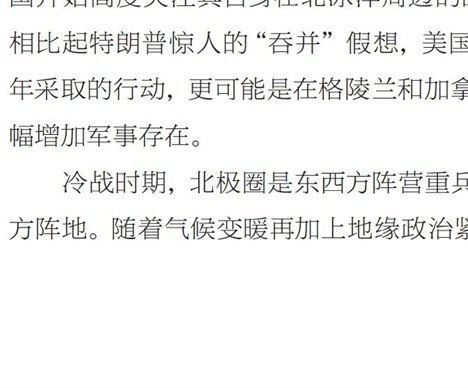 相比起特朗普惊人的“吞并”假想，美国
年采取的行动，更可能是在格陵兰和加拿
幅增加军事存在。
冷战时期，北极圈是东西方阵营重兵
方阵地。随着气候变暖再加上地缘政治紧